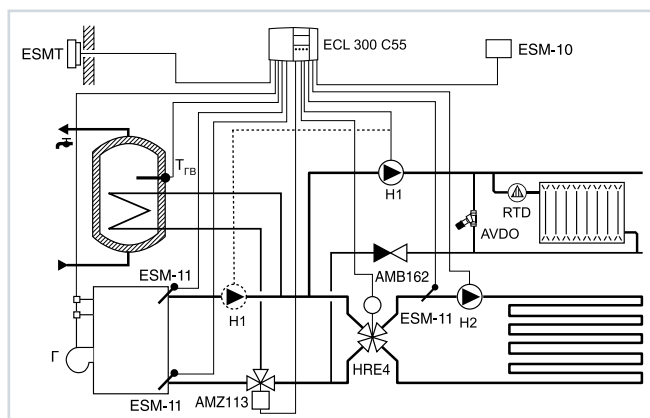 ESMT
ECL 300 C55
ESM-10
TГВ
H1
RTD
AVDO
ESM-11
H1
AMB162
ESM-11
H2
HRE4
Г
ESM-11
AMZ113